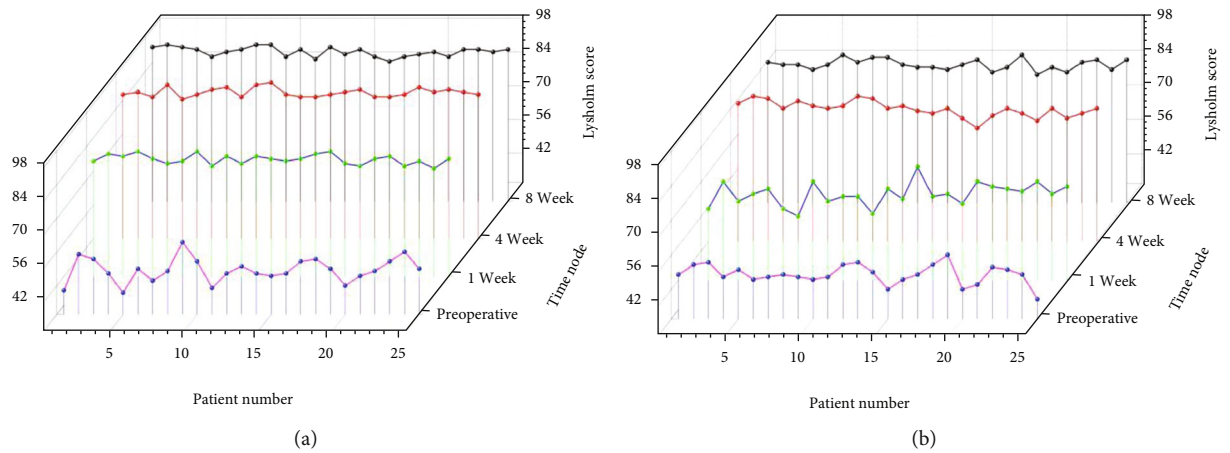 98
84
70
56
42
Lysholm score
98
84
70
56
42
8 Week
4 Week
1 Week
Preoperative
Time node
5
10
15
20
25
Patient number
(a)
98
84
70
56
42
Lysholm score
98
84
70
56
42
8 Week
4 Week
1 Week
Preoperative
Time node
5
10
15
20
25
Patient number
(b)